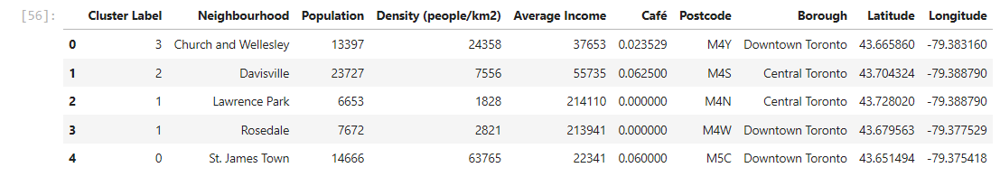 [56]: Cluster Label Neighbourhood Population Density (people/km2) Average Income Café Postcode Borough Latitude Longitude
0 3 Church and Wellesley 13397 24358 37653 0.023529 M4Y Downtown Toronto 43.665860 -79.383160
1 2 Davisville 23727 7556 55735 0.062500 M4S Central Toronto 43.704324 -79.388790
2 1 Lawrence Park 6653 1828 214110 0.000000 M4N Central Toronto 43.728020 -79.388790
3 1 Rosedale 7672 2821 213941 0.000000 M4W Downtown Toronto 43.679563 -79.377529
4 0 St. James Town 14666 63765 22341 0.060000 M5C Downtown Toronto 43.651494 -79.375418